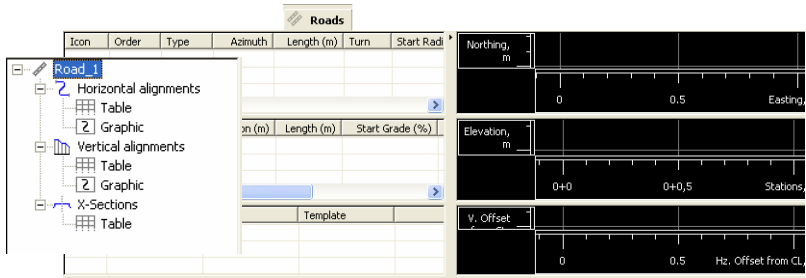 Roads
Icon Order Type Azimuth Length (m) Turn Start Radi
Road_1
Horizontal alignments
Table
Graphic
Vertical alignments
Table
Graphic
X-Sections
Table
on (m) Length (m) Start Grade (%)
Template
Northing,
m
0 0.5 Easting,
Elevation,
m
0+0 0+0,5 Stations,
V. Offset
0 0.5 Hz. Offset from CL,